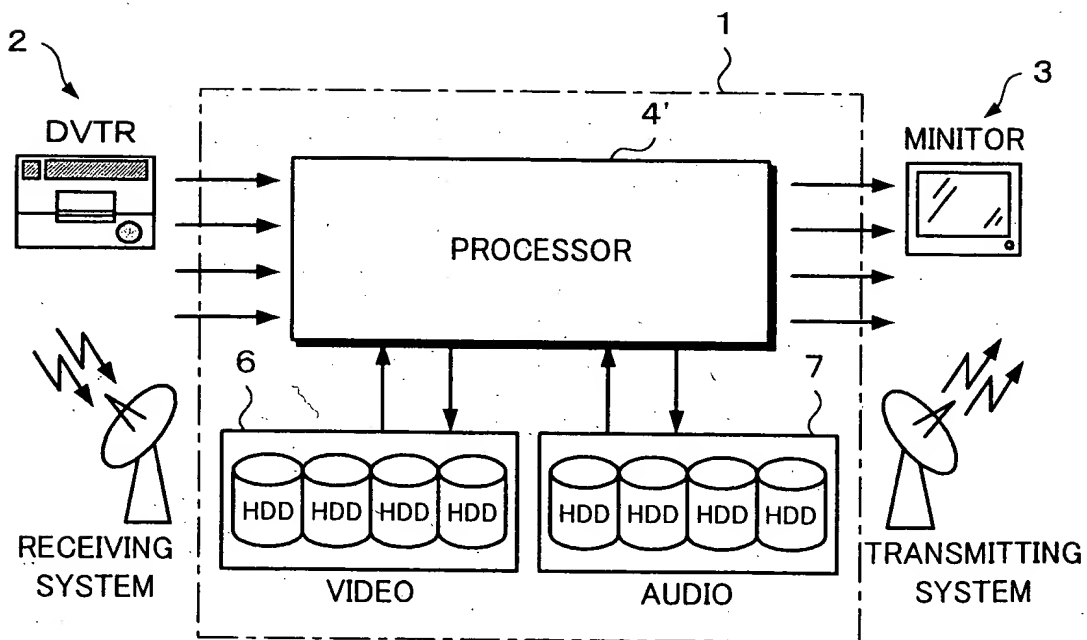 1
2
3
DVTR
4'
MINITOR
PROCESSOR
6
7
HDD HDD HDD HDD
HDD HDD HDD HDD
RECEIVING
SYSTEM
VIDEO
AUDIO
TRANSMITTING
SYSTEM